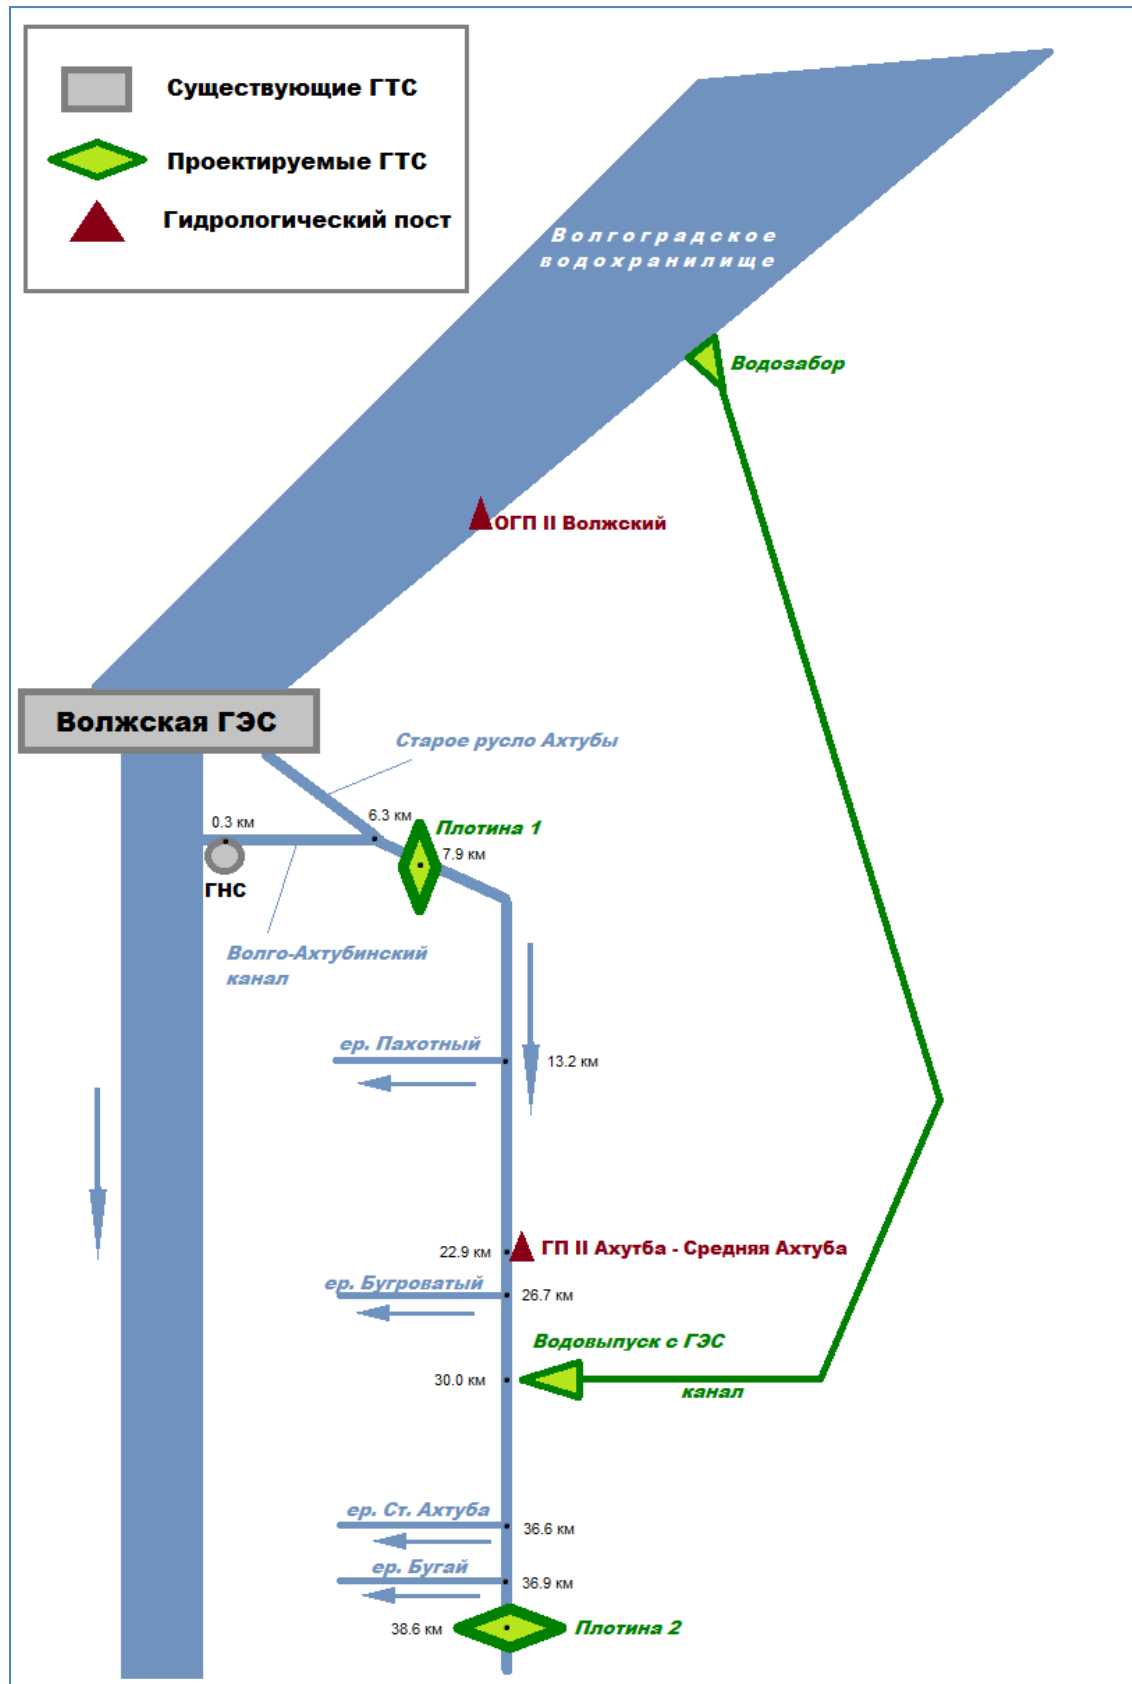 Существующие ГТС
Проектируемые ГТС
Гидрологический пост
Волгоградское
водохранилище
Водозабор
ОГП II Волжский
Волжская ГЭС
Старое русло Ахтубы
0.3 км
6.3 км
Плотина 1
7.9 км
ГНС
Волго-Ахтубинский
канал
ер. Пахотный
13.2 км
22.9 км
ГП II Ахутба - Средняя Ахтуба
ер. Бугроватый
26.7 км
Водовыпуск с ГЭС
30.0 км
канал
ер. Ст. Ахтуба
36.6 км
ер. Бугай
36.9 км
38.6 км
Плотина 2